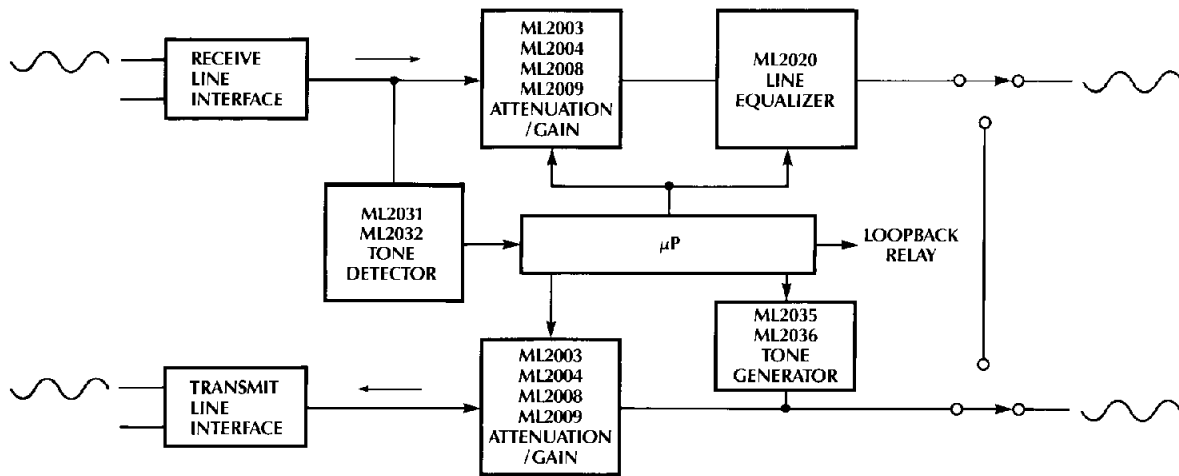 RECEIVE
LINE
INTERFACE
ML2003
ML2004
ML2008
ML2009
ATTENUATION
/GAIN
ML2020
LINE
EQUALIZER
ML2031
ML2032
TONE
DETECTOR
μP
LOOPBACK
RELAY
TRANSMIT
LINE
INTERFACE
ML2003
ML2004
ML2008
ML2009
ATTENUATION
/GAIN
ML2035
ML2036
TONE
GENERATOR